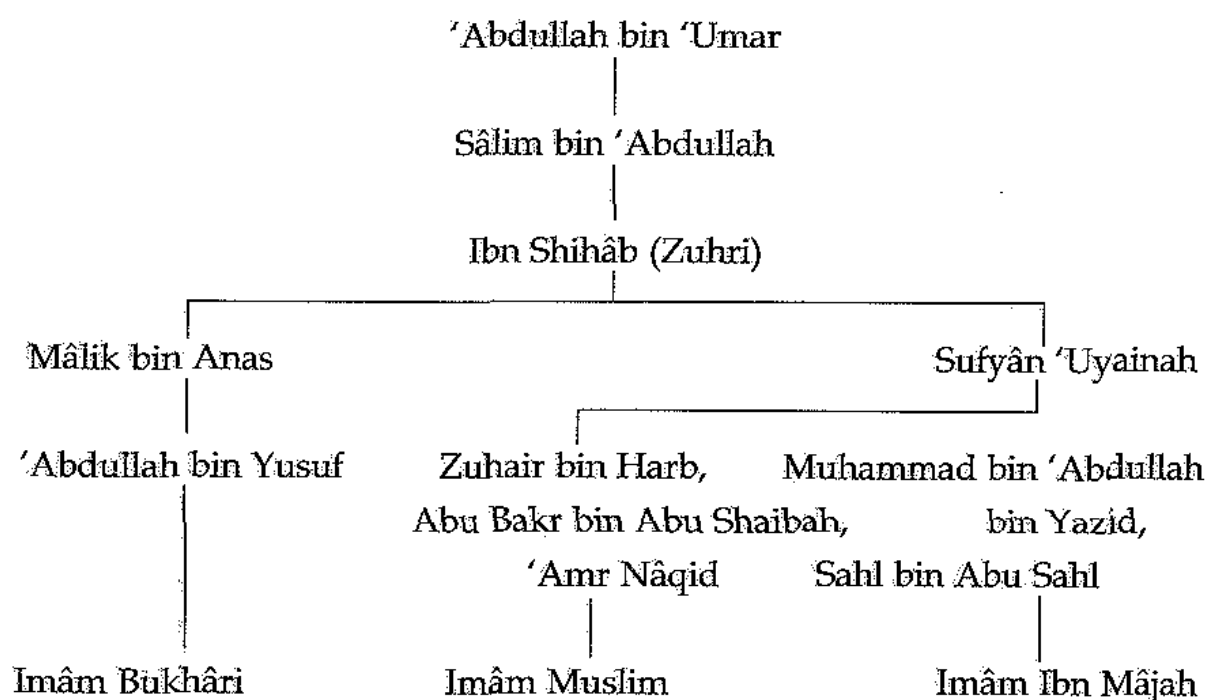 ‘Abdullah bin ‘Umar
Sâlim bin ‘Abdullah
Ibn Shihâb (Zuhri)
Mâlik bin Anas
Sufyân ‘Uyainah
‘Abdullah bin Yusuf
Zuhair bin Harb,
Abu Bakr bin Abu Shaibah,
‘Amr Nâqid
Muhammad bin ‘Abdullah
bin Yazid,
Sahl bin Abu Sahl
Imâm Bukhâri
Imâm Muslim
Imâm Ibn Mâjah